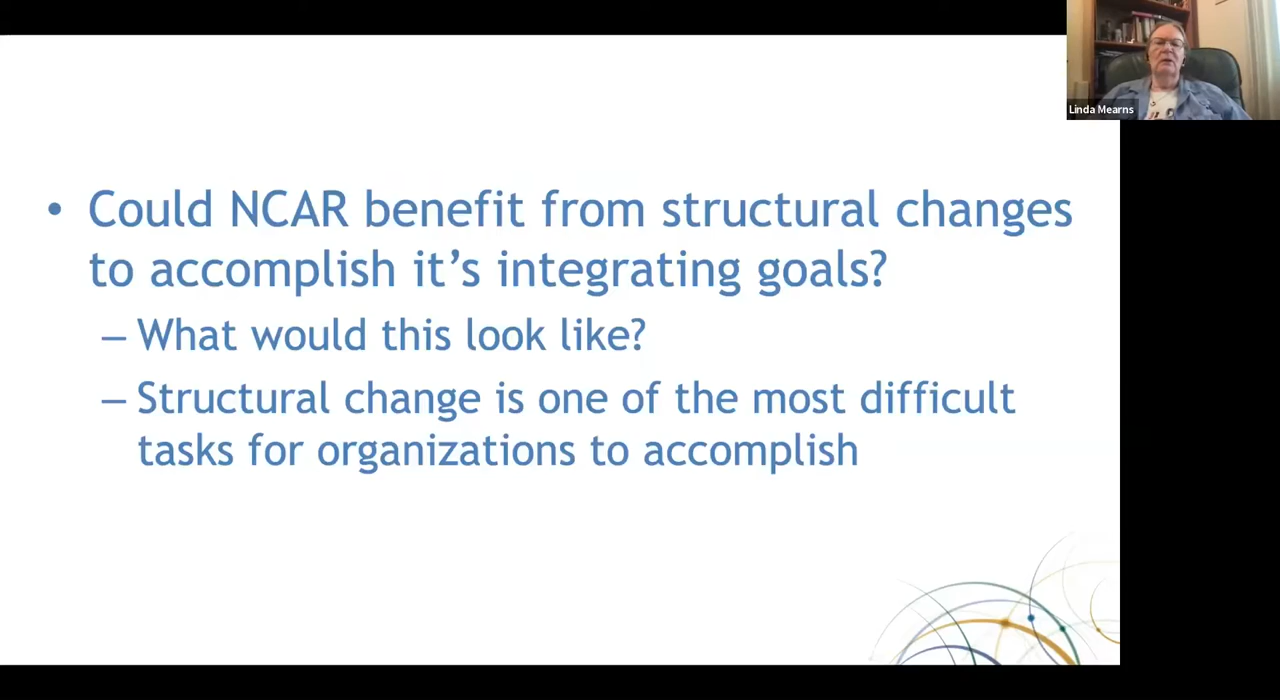 Linda Mearns
• Could NCAR benefit from structural changes
to accomplish it’s integrating goals?
– What would this look like?
– Structural change is one of the most difficult
tasks for organizations to accomplish